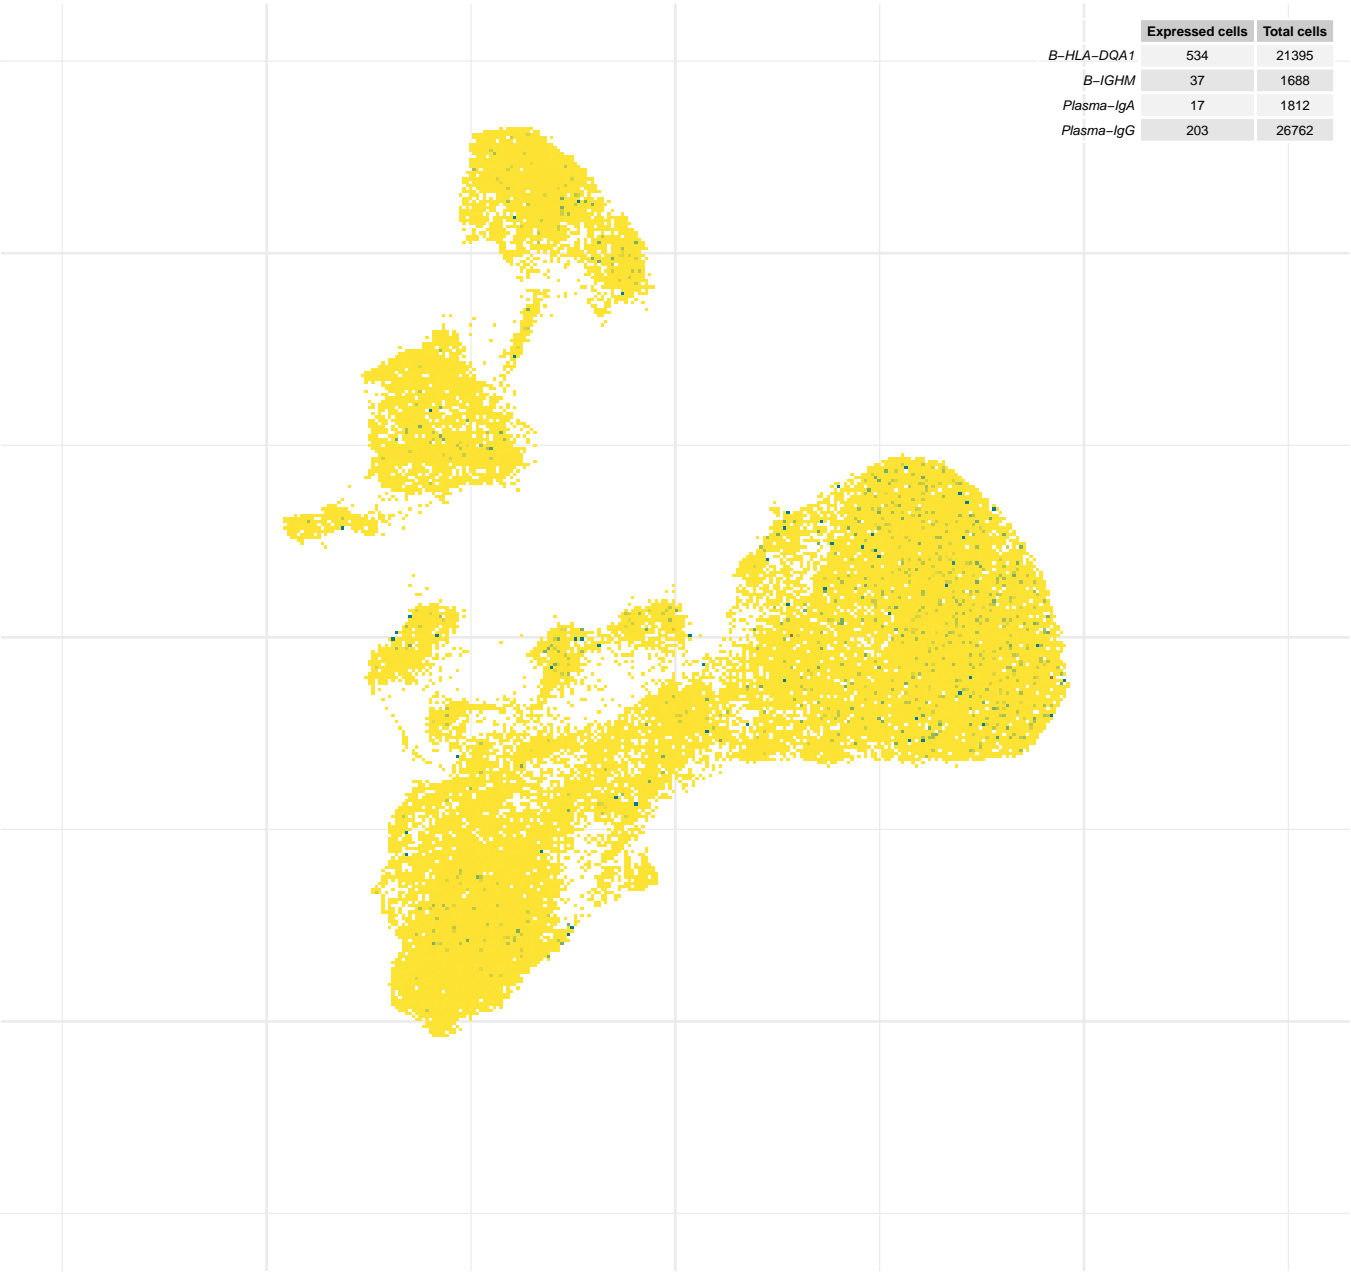 Expressed cells Total cells
B−HLA−DQA1 534 21395
B−IGHM 37 1688
Plasma−IgA 17 1812
Plasma−IgG 203 26762